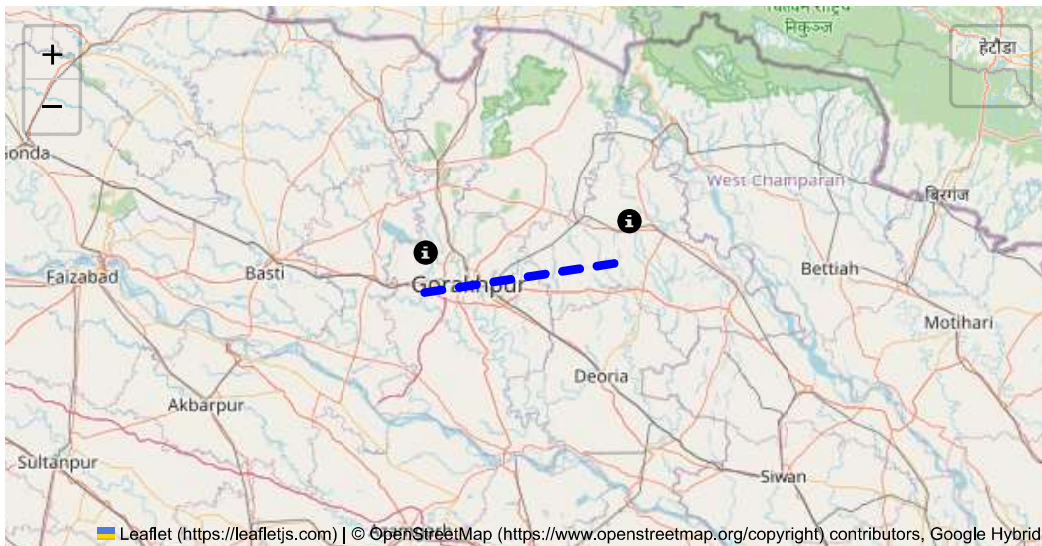 चितवन राष्ट्रिय
निकुञ्ज
+
हेटौडा
−
Gonda
West Champaran
बिरगंज
Faizabad
Basti
Gorakhpur
Bettiah
Motihari
Deoria
Akbarpur
Sultanpur
Siwan
Leaflet (https://leafletjs.com) | © OpenStreetMap (https://www.openstreetmap.org/copyright) contributors, Google Hybrid